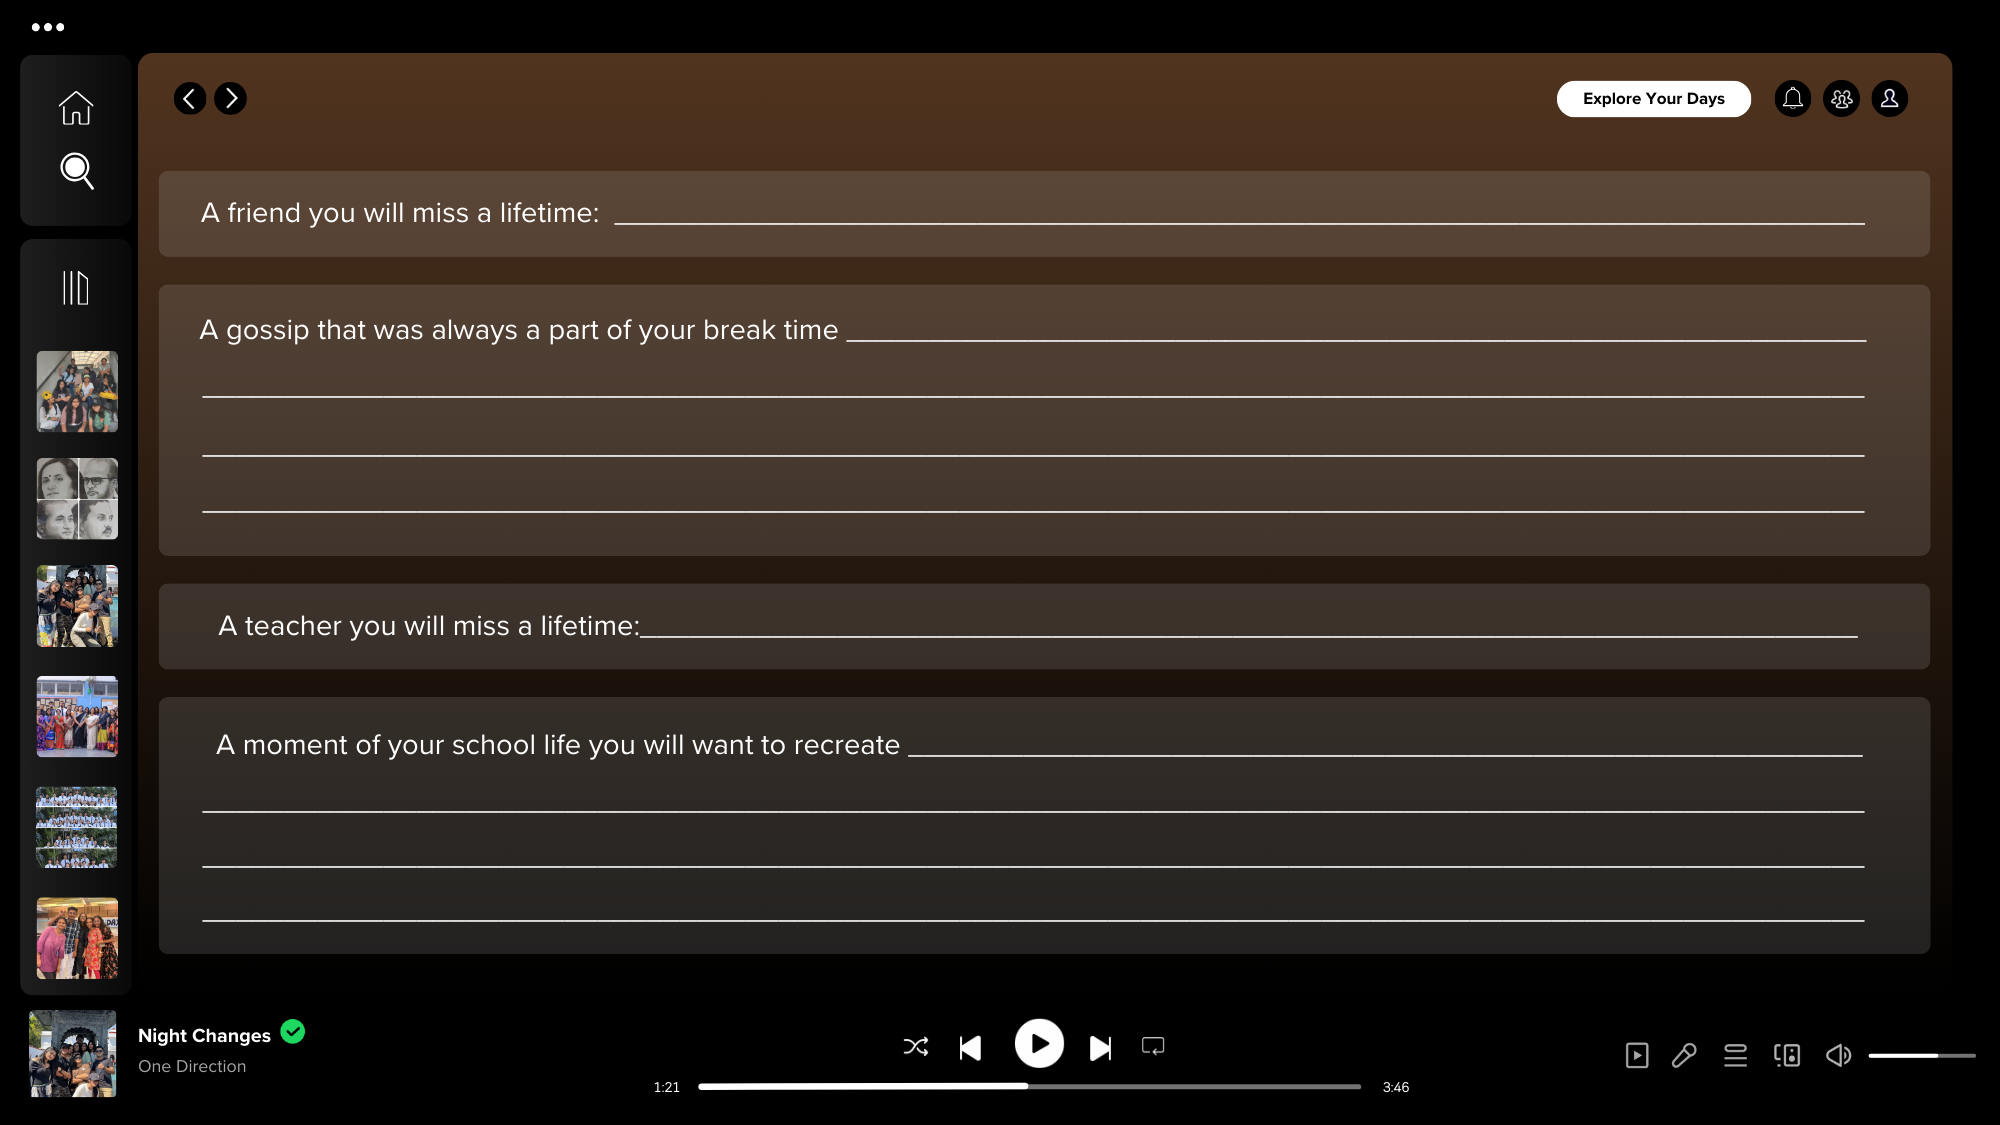 Explore Your Days
A friend you will miss a lifetime: ____________________
A gossip that was always a part of your break time ____________________
____________________
____________________
____________________
A teacher you will miss a lifetime:____________________
A moment of your school life you will want to recreate ____________________
____________________
____________________
____________________
Night Changes
One Direction
1:21
3:46